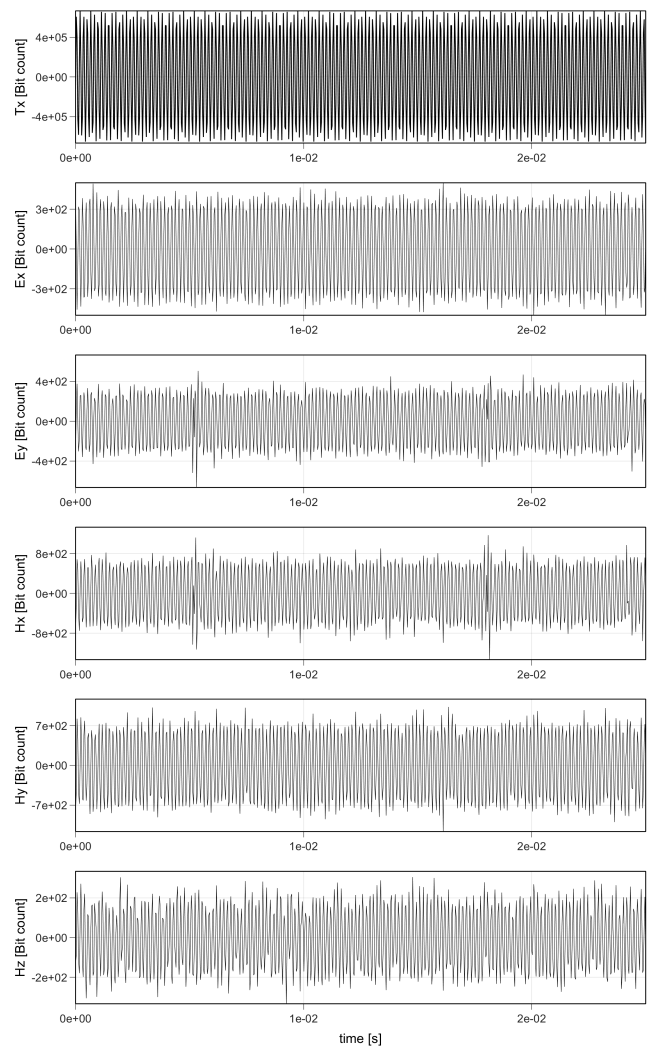 Tx [Bit count]
4e+05
0e+00
-4e+05
0e+00 1e-02 2e-02
Ex [Bit count]
3e+02
0e+00
-3e+02
0e+00 1e-02 2e-02
Ey [Bit count]
4e+02
0e+00
-4e+02
0e+00 1e-02 2e-02
Hx [Bit count]
8e+02
0e+00
-8e+02
0e+00 1e-02 2e-02
Hy [Bit count]
7e+02
0e+00
-7e+02
0e+00 1e-02 2e-02
Hz [Bit count]
2e+02
0e+00
-2e+02
0e+00 1e-02 2e-02
time [s]